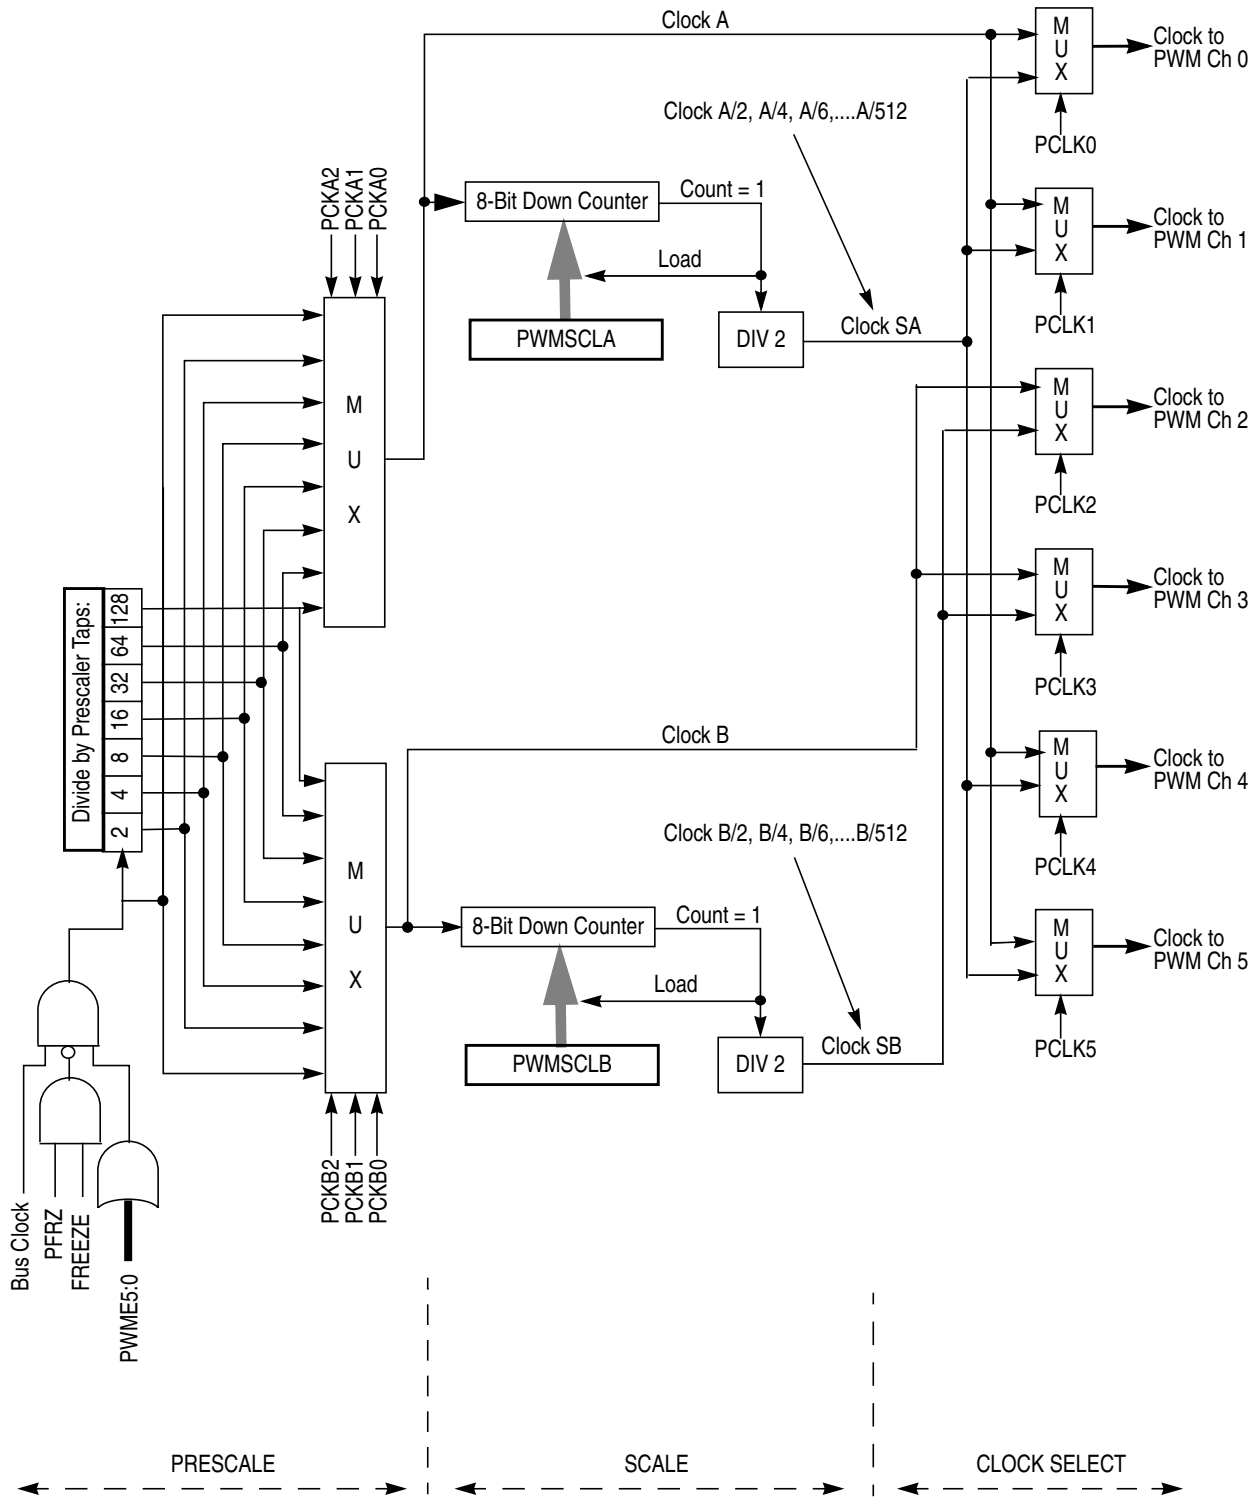 Clock A
M
U
X
Clock to
PWM Ch 0
PCLK0
Clock A/2, A/4, A/6,....A/512
PCKA2
PCKA1
PCKA0
8-Bit Down Counter
Count = 1
M
U
X
Clock to
PWM Ch 1
Load
PCLK1
PWMSCLA
DIV 2
Clock SA
M
U
X
M
U
X
Clock to
PWM Ch 2
PCLK2
Divide by Prescaler Taps:
128
64
32
16
8
4
2
M
U
X
Clock to
PWM Ch 3
PCLK3
Clock B
M
U
X
Clock to
PWM Ch 4
PCLK4
Clock B/2, B/4, B/6,....B/512
M
U
X
8-Bit Down Counter
Count = 1
M
U
X
Clock to
PWM Ch 5
Load
PCLK5
PWMSCLB
DIV 2
Clock SB
PCKB2
PCKB1
PCKB0
Bus Clock
PFRZ
FREEZE
PWME5:0
PRESCALE
SCALE
CLOCK SELECT